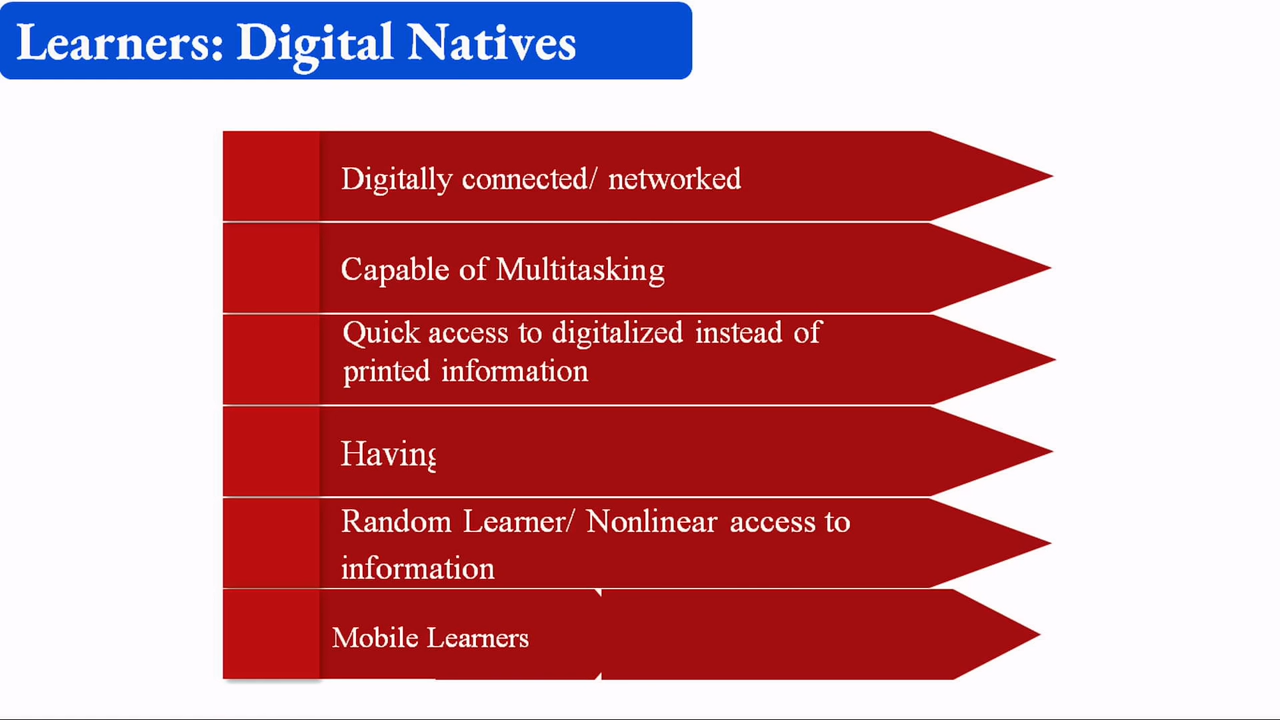 Learners: Digital Natives
Digitally connected/ networked
Capable of Multitasking
Quick access to digitalized instead of
printed information
Having
Random Learner/ Nonlinear access to
information
Mobile Learners